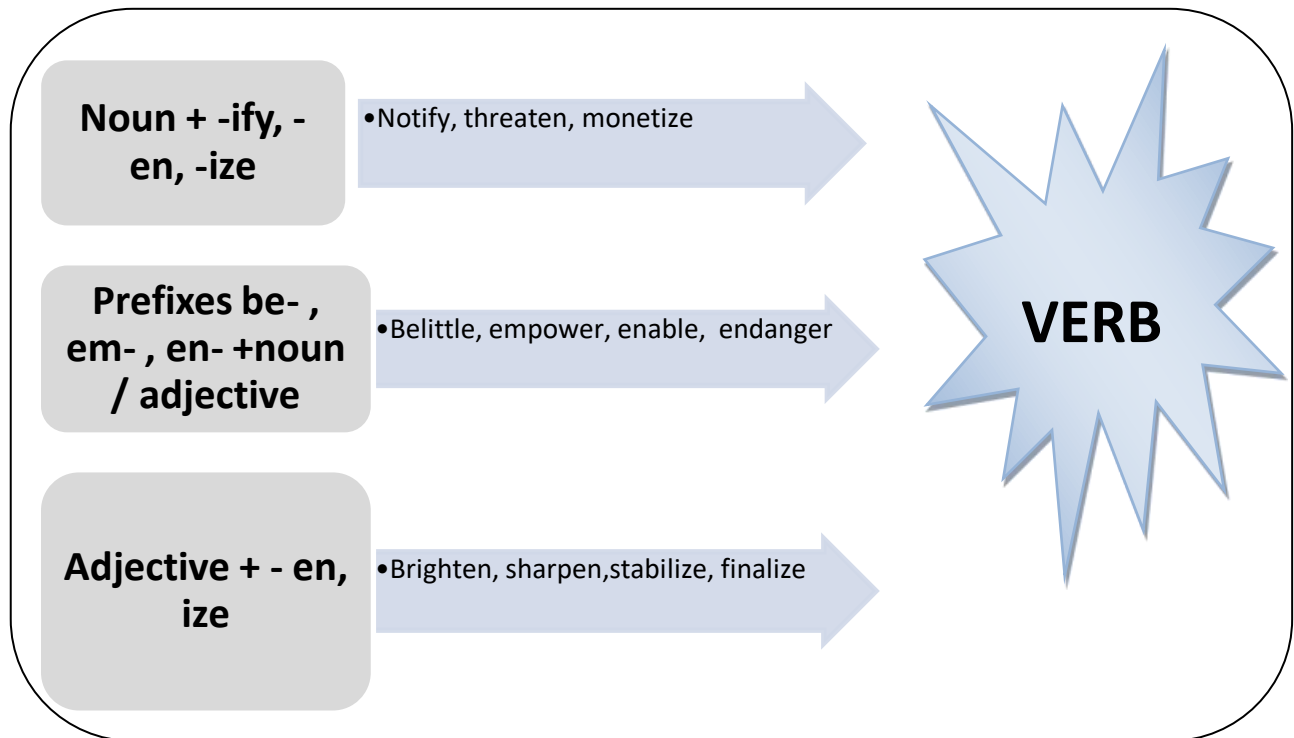 Noun + -ify, -
en, -ize
•Notify, threaten, monetize
Prefixes be- ,
em- , en- +noun
/ adjective
•Belittle, empower, enable,  endanger
Adjective + - en,
ize
•Brighten, sharpen,stabilize, finalize
VERB